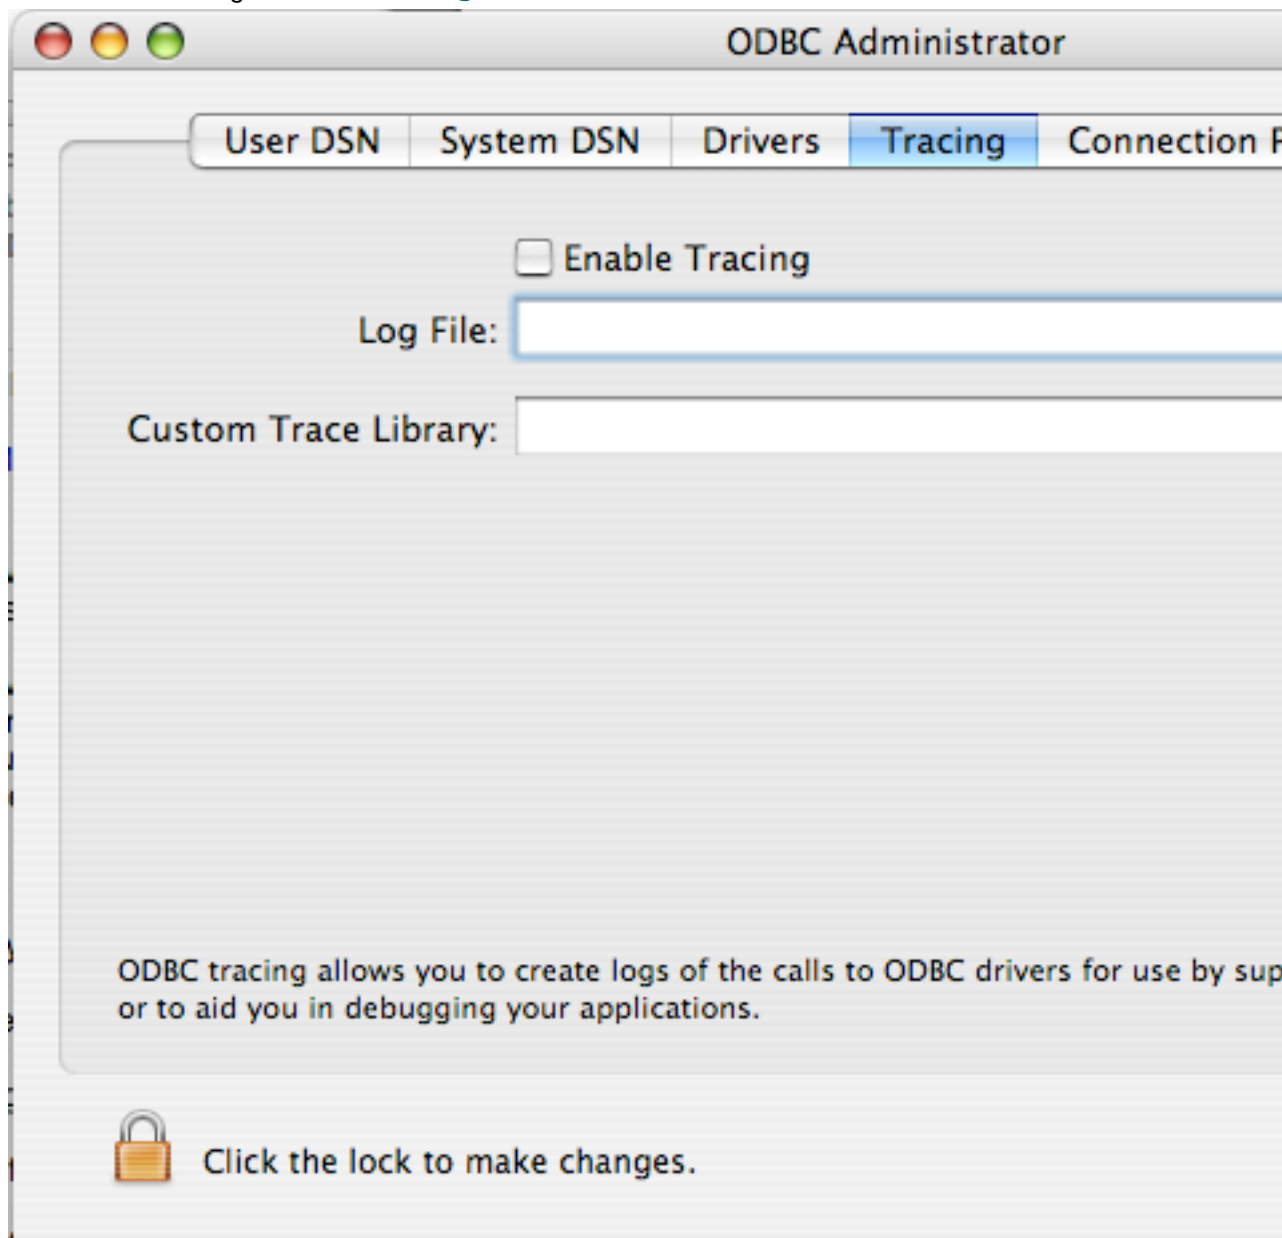 ODBC Administrator
User DSN System DSN Drivers Tracing Connection
Enable Tracing
Log File:
Custom Trace Library:
ODBC tracing allows you to create logs of the calls to ODBC drivers for use by sup
or to aid you in debugging your applications.
Click the lock to make changes.